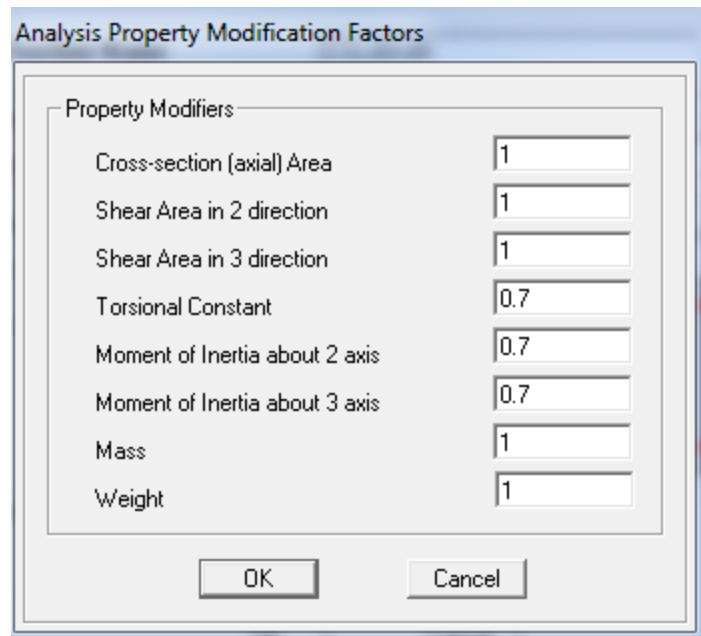 Analysis Property Modification Factors
Property Modifiers
Cross-section (axial) Area 1
Shear Area in 2 direction 1
Shear Area in 3 direction 1
Torsional Constant 0.7
Moment of Inertia about 2 axis 0.7
Moment of Inertia about 3 axis 0.7
Mass 1
Weight 1
OK Cancel